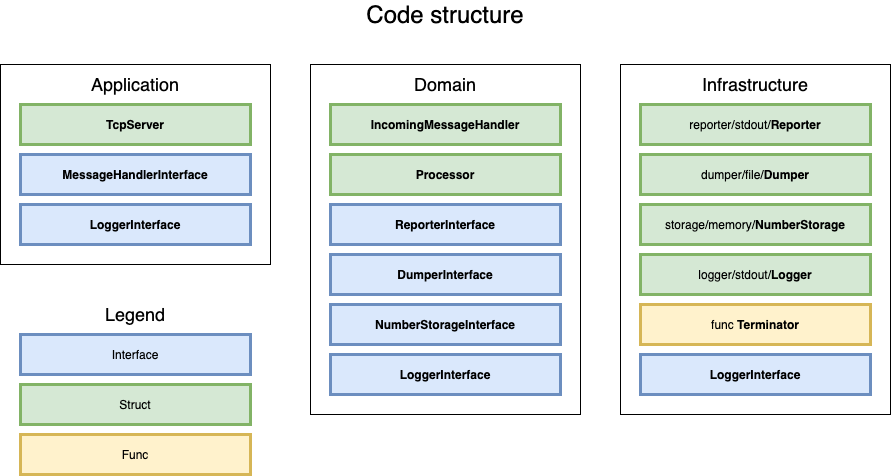 Code structure
Application
TcpServer
MessageHandlerInterface
LoggerInterface
Domain
IncomingMessageHandler
Processor
ReporterInterface
DumperInterface
NumberStorageInterface
LoggerInterface
Infrastructure
reporter/stdout/Reporter
dumper/file/Dumper
storage/memory/NumberStorage
logger/stdout/Logger
func Terminator
LoggerInterface
Legend
Interface
Struct
Func